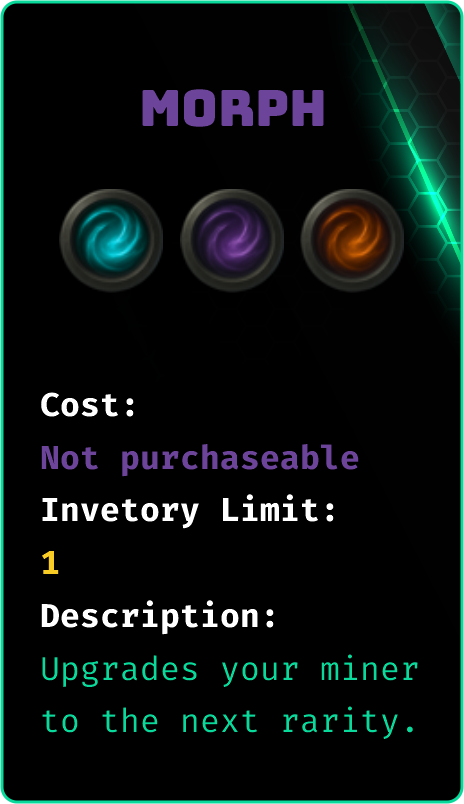 MORPH
Cost:
Not purchaseable
Invetory Limit:
1
Description:
Upgrades your miner
to the next rarity.